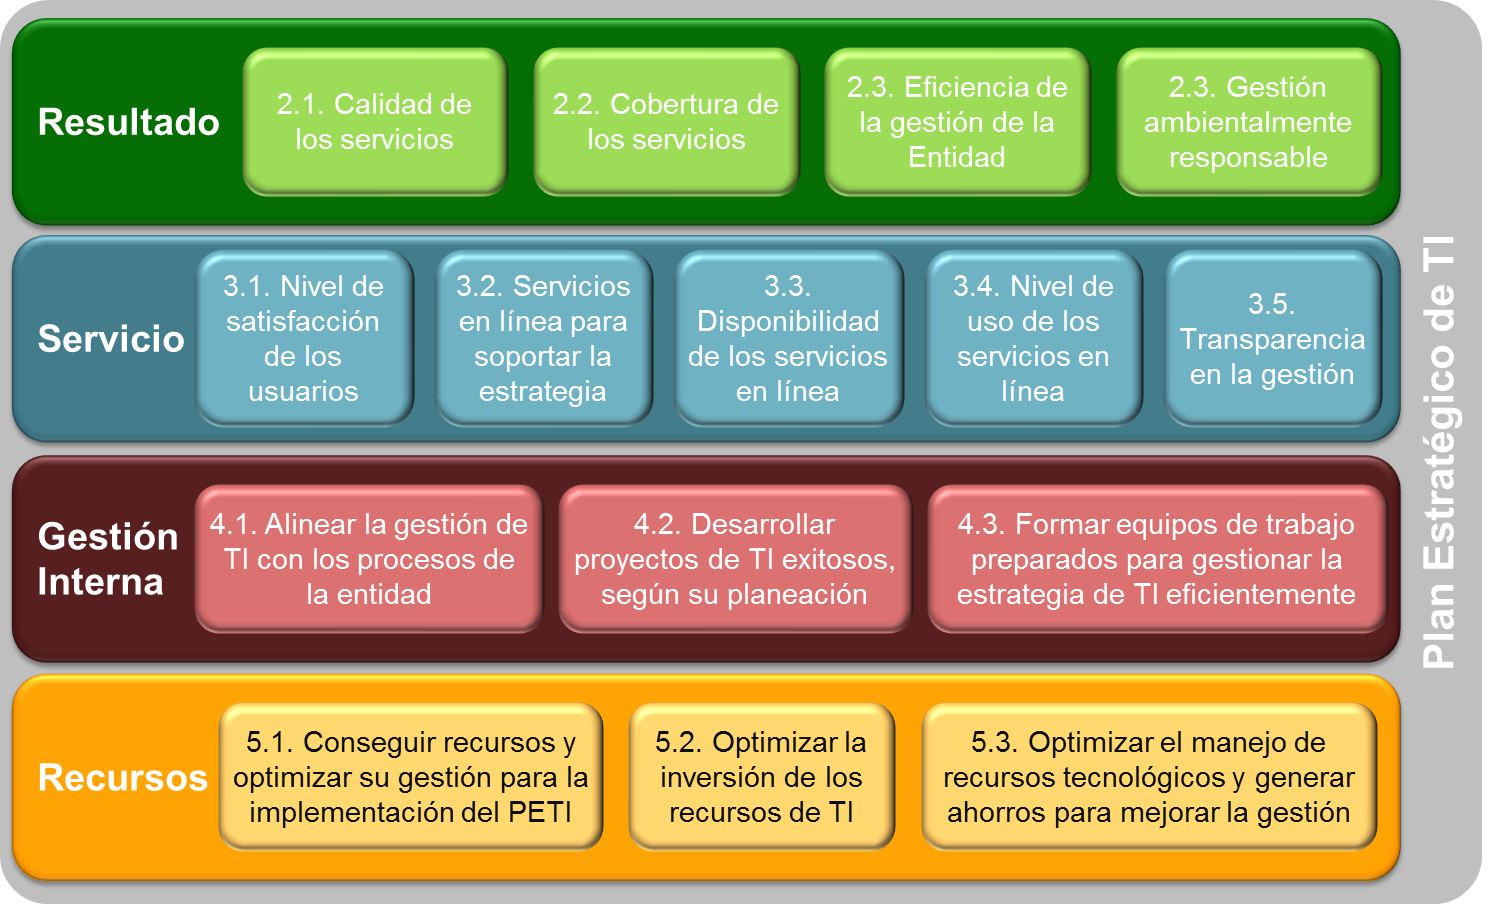 Resultado
2.1. Calidad de
los servicios
2.2. Cobertura de
los servicios
2.3. Eficiencia de
la gestión de la
Entidad
2.3. Gestión
ambientalmente
responsable
Servicio
3.1. Nivel de
satisfacción
de los
usuarios
3.2. Servicios
en línea para
soportar la
estrategia
3.3.
Disponibilidad
de los servicios
en línea
3.4. Nivel de
uso de los
servicios en
línea
3.5.
Transparencia
en la gestión
Gestión
Interna
4.1. Alinear la gestión de
TI con los procesos de
la entidad
4.2. Desarrollar
proyectos de TI exitosos,
según su planeación
4.3. Formar equipos de trabajo
preparados para gestionar la
estrategia de TI eficientemente
Recursos
5.1. Conseguir recursos y
optimizar su gestión para la
implementación del PETI
5.2. Optimizar la
inversión de los
recursos de TI
5.3. Optimizar el manejo de
recursos tecnológicos y generar
ahorros para mejorar la gestión
Plan Estratégico de TI